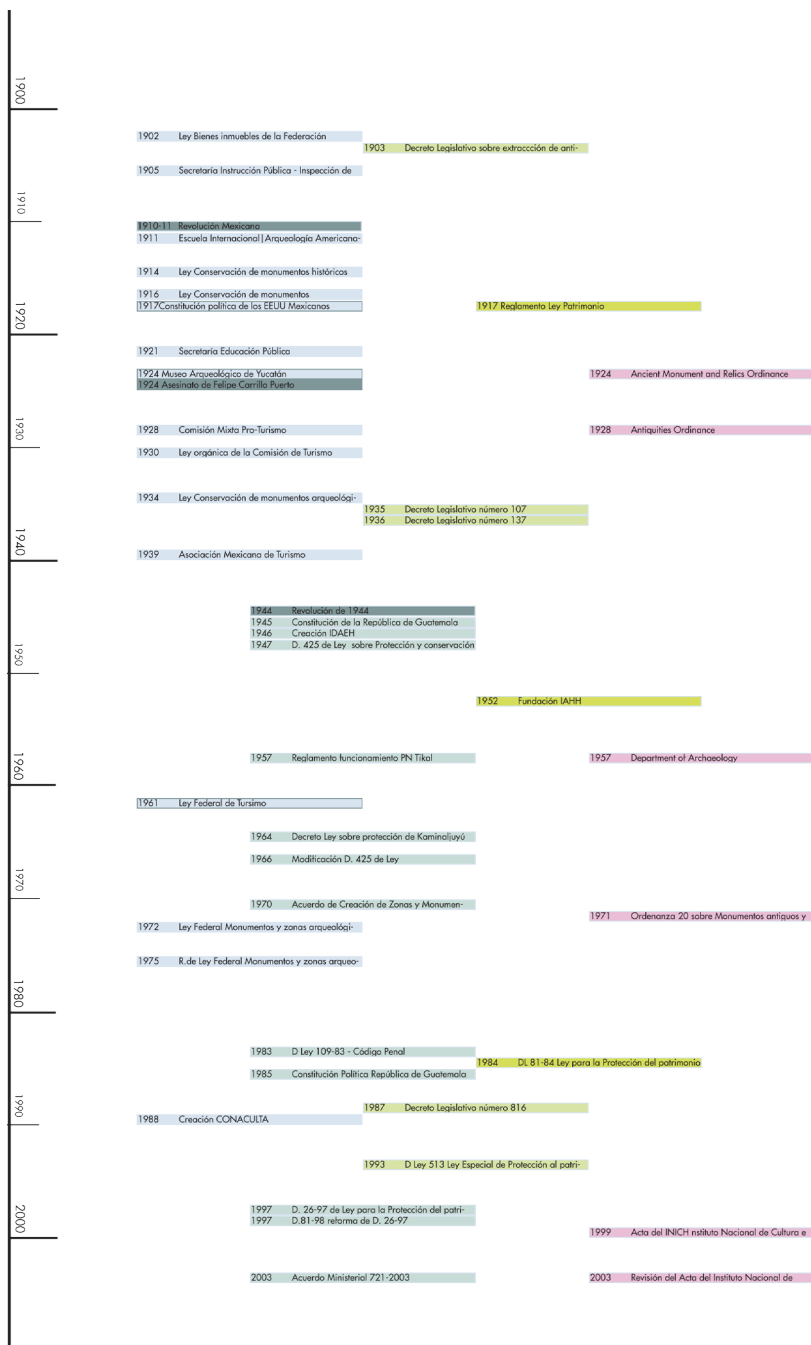 1900
1902 Ley Bienes inmuebles de la Federación
1903 Decreto Legislativo sobre extraccción de anti-
1905 Secretaría Instrucción Pública - Inspección de
1910
1910-11 Revolución Mexicana
1911 Escuela Internacional|Arqueología Americana-
1914 Ley Conservación de monumentos históricos
1916 Ley Conservación de monumentos
1917Constitución política de los EEUU Mexicanos
1917 Reglamento Ley Patrimonio
1920
1921 Secretaría Educación Pública
1924 Museo Arqueológico de Yucatán
1924 Ancient Monument and Relics Ordinance
1924 Asesinato de Felipe Carrillo Puerto
1928 Comisión Mixta Pro-Turismo
1928 Antiquities Ordinance
1930
1930 Ley orgánica de la Comisión de Turismo
1934 Ley Conservación de monumentos arqueológi-
1935 Decreto Legislativo número 107
1936 Decreto Legislativo número 137
1940
1939 Asociación Mexicana de Turismo
1944 Revolución de 1944
1945 Constitución de la República de Guatemala
1946 Creación IDAEH
1947 D. 425 de Ley sobre Protección y conservación
1950
1952 Fundación IAHH
1957 Reglamento funcionamiento PN Tikal
1957 Department of Archaeology
1960
1961 Ley Federal de Tursimo
1964 Decreto Ley sobre protección de Kaminaljuyú
1966 Modificación D. 425 de Ley
1970
1970 Acuerdo de Creación de Zonas y Monumen-
1971 Ordenanza 20 sobre Monumentos antiguos y
1972 Ley Federal Monumentos y zonas arqueológi-
1975 R.de Ley Federal Monumentos y zonas arqueo-
1980
1983 D Ley 109-83 - Código Penal
1984 DL 81-84 Ley para la Protección del patrimonio
1985 Constitución Política República de Guatemala
1987 Decreto Legislativo número 816
1990
1988 Creación CONACULTA
1993 D Ley 513 Ley Especial de Protección al patri-
1997 D. 26-97 de Ley para la Protección del patri-
1997 D.81-98 reforma de D. 26-97
2000
1999 Acta del INICH nstituto Nacional de Cultura e
2003 Acuerdo Ministerial 721-2003
2003 Revisión del Acta del Instituto Nacional de